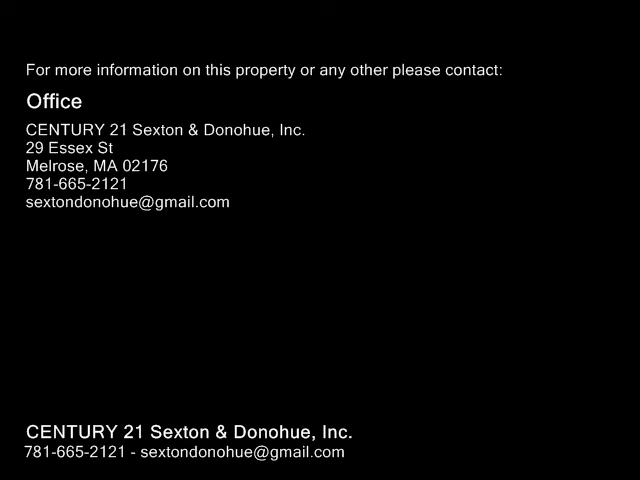 For more information on this property or any other please contact:
Office
CENTURY 21 Sexton & Donohue, Inc.
29 Essex St
Melrose, MA 02176
781-665-2121
sextondonohue@gmail.com
CENTURY 21 Sexton & Donohue, Inc.
781-665-2121 - sextondonohue@gmail.com